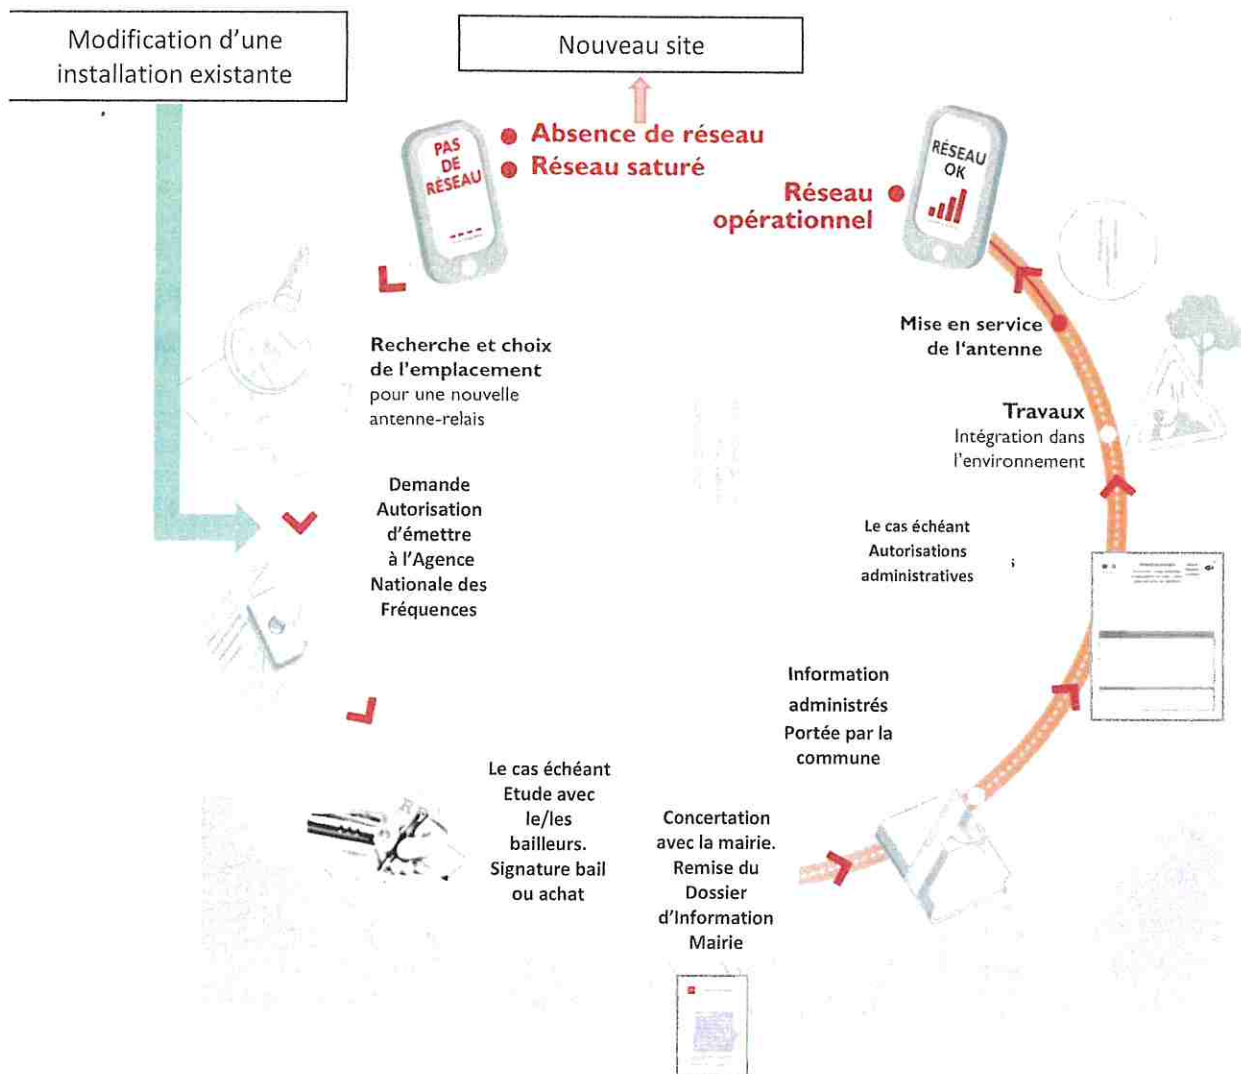 Modification d'une
installation existante
Nouveau site
PAS
DE
RÉSEAU
Absence de réseau
Réseau saturé
RÉSEAU
OK
Réseau
opérationnel
Recherche et choix
de l'emplacement
pour une nouvelle
antenne-relais
Demande
Autorisation
d'émettre
à l'Agence
Nationale des
Fréquences
Le cas échéant
Etude avec
le/les
bailleurs.
Signature bail
ou achat
Concertation
avec la mairie.
Remise du
Dossier
d'Information
Mairie
Information
administrés
Portée par la
commune
Le cas échéant
Autorisations
administratives
s
Travaux
Intégration dans
l'environnement
Mise en service
de l'antenne